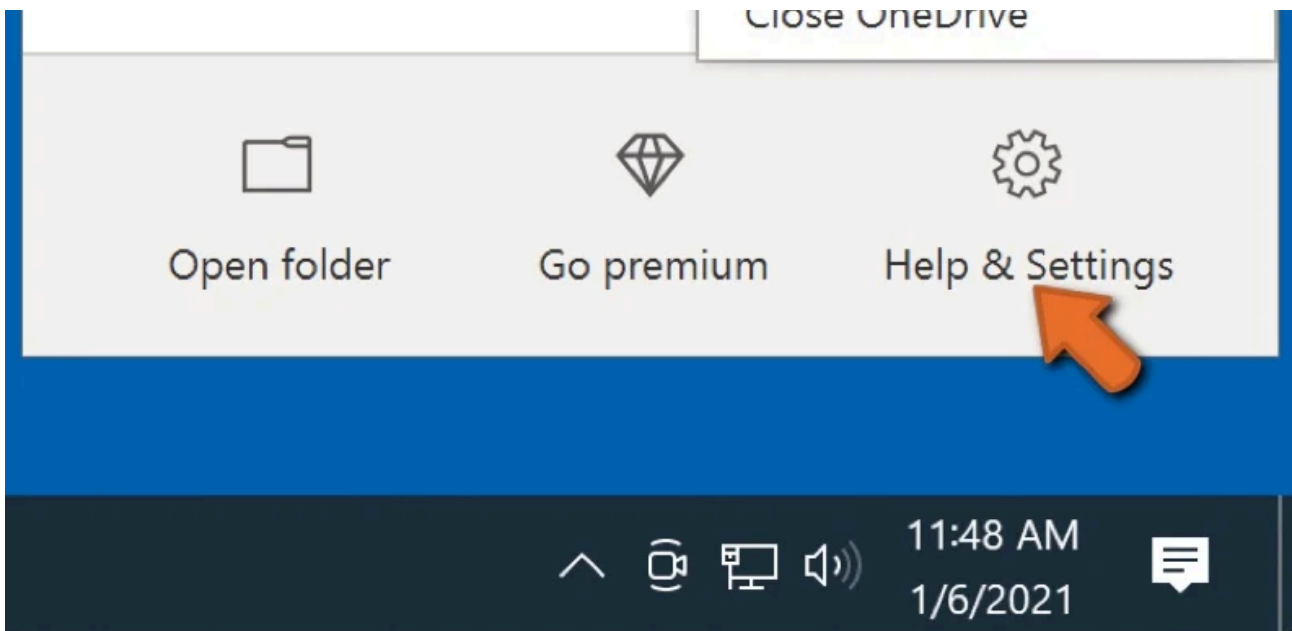 Close OneDrive
Open folder
Go premium
Help & Settings
11:48 AM
1/6/2021